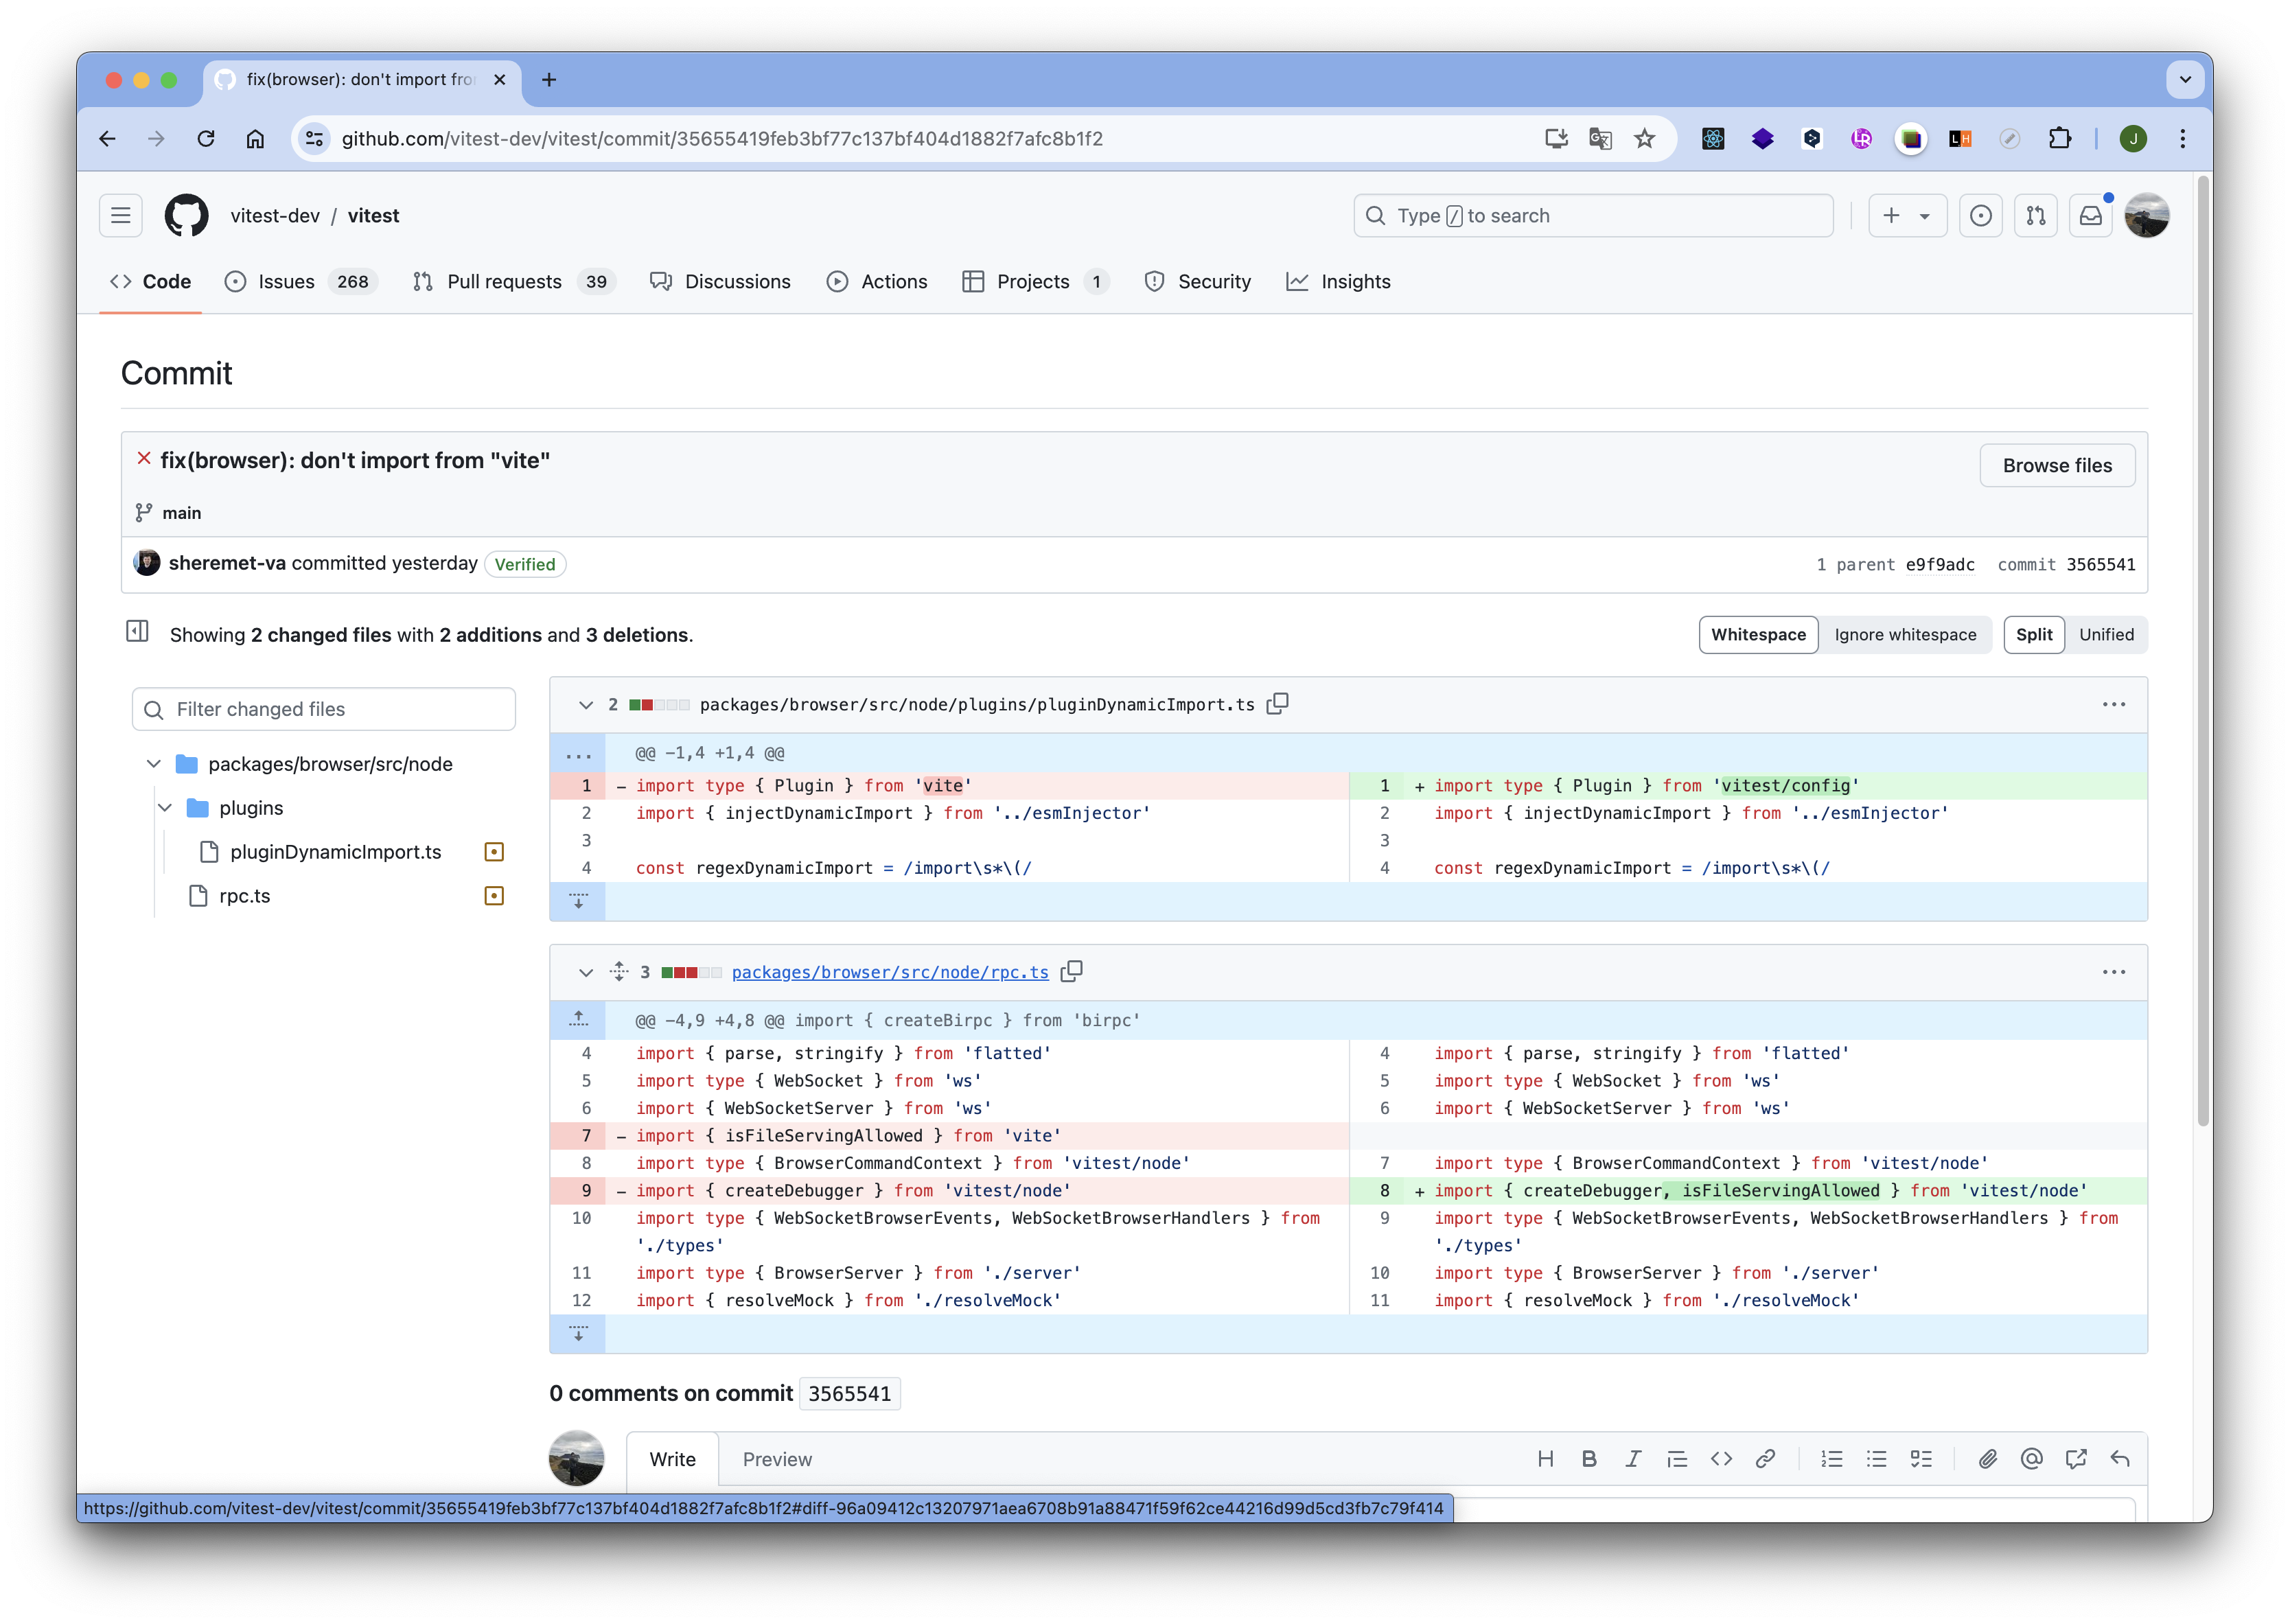 fix(browser): don't import fro
github.com/vitest-dev/vitest/commit/35655419feb3bf77c137bf404d1882f7afc8b1f2
LH
J
vitest-dev / vitest
Type / to search
Code
Issues 268
Pull requests 39
Discussions
Actions
Projects 1
Security
Insights
Commit
fix(browser): don't import from "vite"
Browse files
main
sheremet-va committed yesterday Verified
1 parent e9f9adc commit 3565541
Showing 2 changed files with 2 additions and 3 deletions.
Whitespace Ignore whitespace Split Unified
Filter changed files
packages/browser/src/node
plugins
pluginDynamicImport.ts
rpc.ts
2 packages/browser/src/node/plugins/pluginDynamicImport.ts
@@ -1,4 +1,4 @@
1 - import type { Plugin } from 'vite'
1 + import type { Plugin } from 'vitest/config'
2 import { injectDynamicImport } from '../esmInjector'
2 import { injectDynamicImport } from '../esmInjector'
3
3
4 const regexDynamicImport = /import\s*\(/
4 const regexDynamicImport = /import\s*\(/
3 packages/browser/src/node/rpc.ts
@@ -4,9 +4,8 @@ import { createBirpc } from 'birpc'
4 import { parse, stringify } from 'flatted'
4 import { parse, stringify } from 'flatted'
5 import type { WebSocket } from 'ws'
5 import type { WebSocket } from 'ws'
6 import { WebSocketServer } from 'ws'
6 import { WebSocketServer } from 'ws'
7 - import { isFileServingAllowed } from 'vite'
8 import type { BrowserCommandContext } from 'vitest/node'
7 import type { BrowserCommandContext } from 'vitest/node'
9 - import { createDebugger } from 'vitest/node'
8 + import { createDebugger, isFileServingAllowed } from 'vitest/node'
10 import type { WebSocketBrowserEvents, WebSocketBrowserHandlers } from
'./types'
9 import type { WebSocketBrowserEvents, WebSocketBrowserHandlers } from
'./types'
11 import type { BrowserServer } from './server'
10 import type { BrowserServer } from './server'
12 import { resolveMock } from './resolveMock'
11 import { resolveMock } from './resolveMock'
0 comments on commit 3565541
Write
Preview
https://github.com/vitest-dev/vitest/commit/35655419feb3bf77c137bf404d1882f7afc8b1f2#diff-96a09412c13207971aea6708b91a88471f59f62ce44216d99d5cd3fb7c79f414